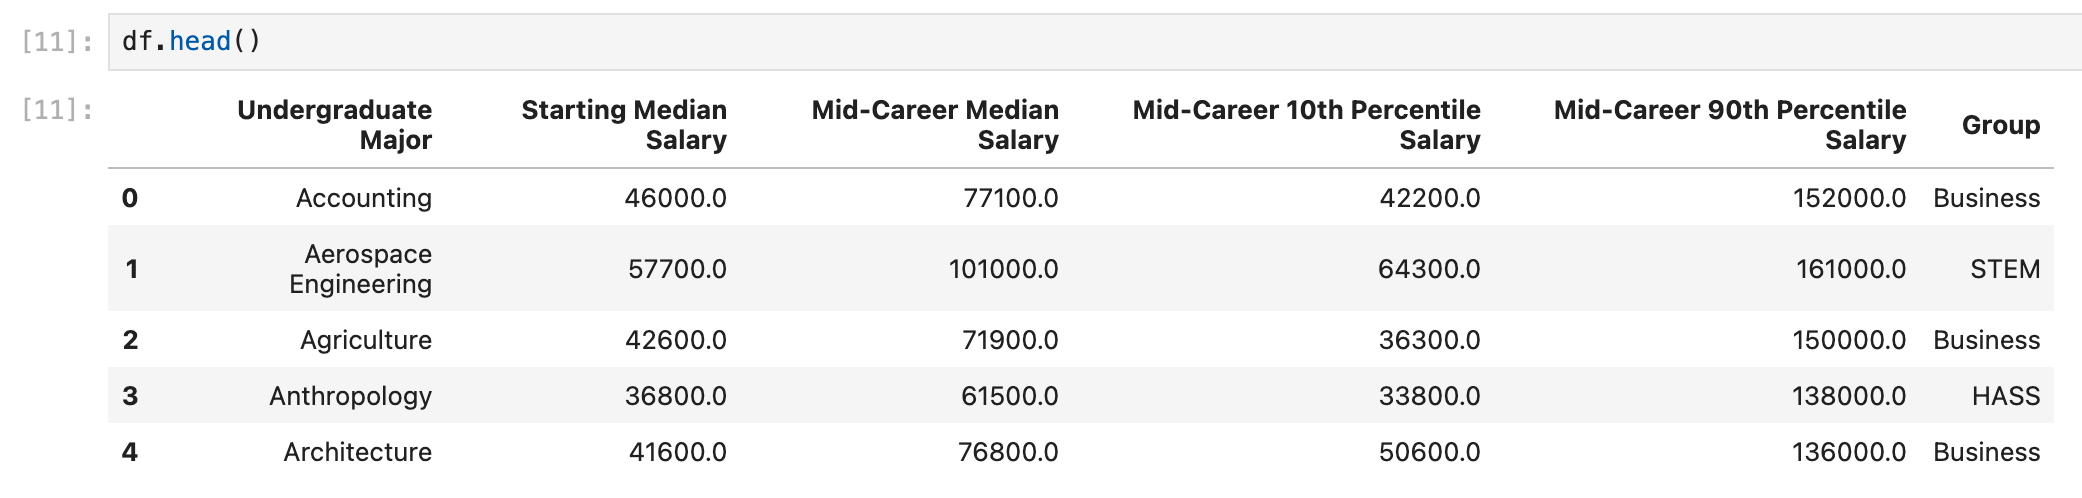 [11]: df.head()
[11]:
Undergraduate Major Starting Median Salary Mid-Career Median Salary Mid-Career 10th Percentile Salary Mid-Career 90th Percentile Salary Group
0 Accounting 46000.0 77100.0 42200.0 152000.0 Business
1 Aerospace Engineering 57700.0 101000.0 64300.0 161000.0 STEM
2 Agriculture 42600.0 71900.0 36300.0 150000.0 Business
3 Anthropology 36800.0 61500.0 33800.0 138000.0 HASS
4 Architecture 41600.0 76800.0 50600.0 136000.0 Business